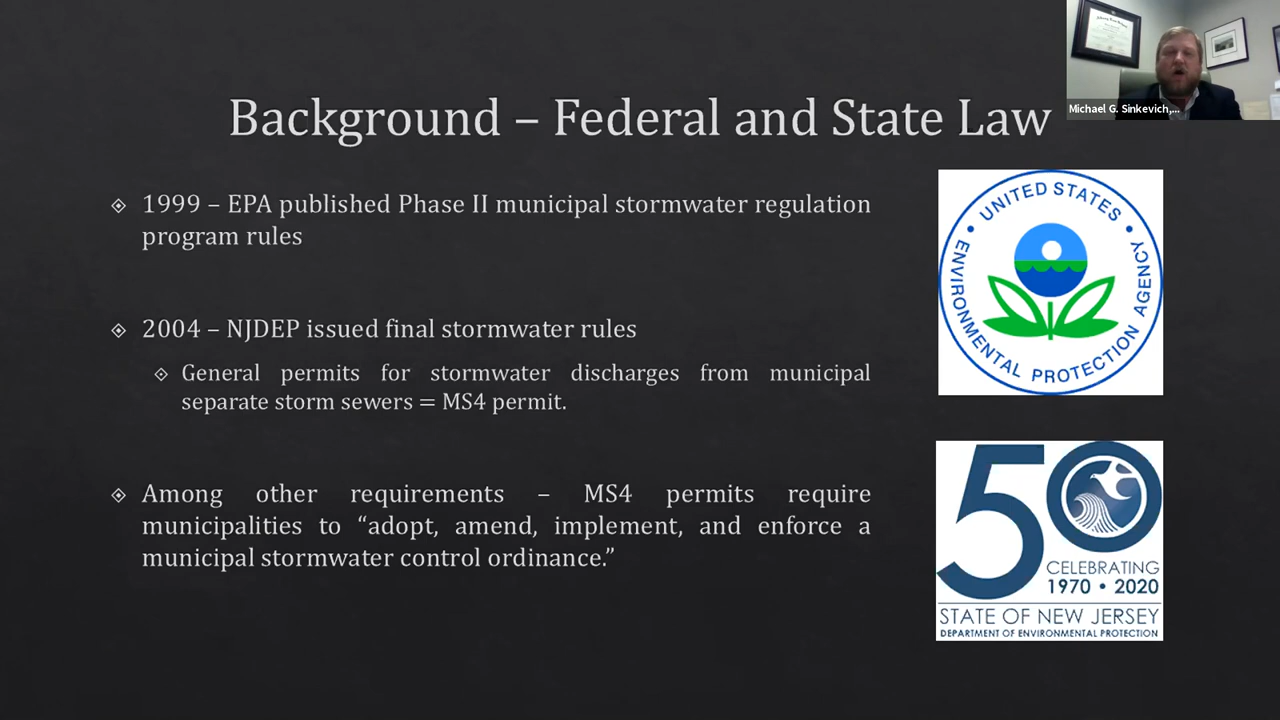 Michael G. Sinkevich,...
Background – Federal and State Law
1999 – EPA published Phase II municipal stormwater regulation
program rules
2004 – NJDEP issued final stormwater rules
General permits for stormwater discharges from municipal
separate storm sewers = MS4 permit.
Among other requirements – MS4 permits require
municipalities to “adopt, amend, implement, and enforce a
municipal stormwater control ordinance.”
UNITED STATES
ENVIRONMENTAL PROTECTION AGENCY
50
CELEBRATING
1970 • 2020
STATE OF NEW JERSEY
DEPARTMENT OF ENVIRONMENTAL PROTECTION